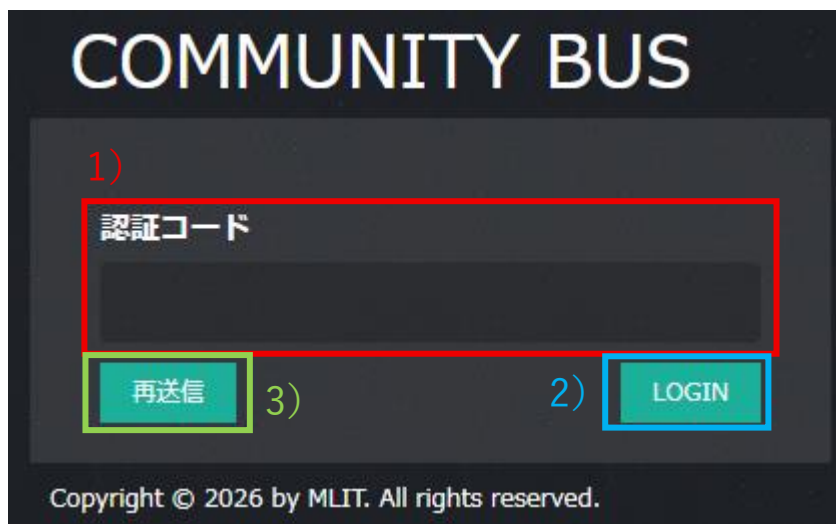 COMMUNITY BUS
1）
認証コード
再送信
3）
2）
LOGIN
Copyright © 2026 by MLIT. All rights reserved.